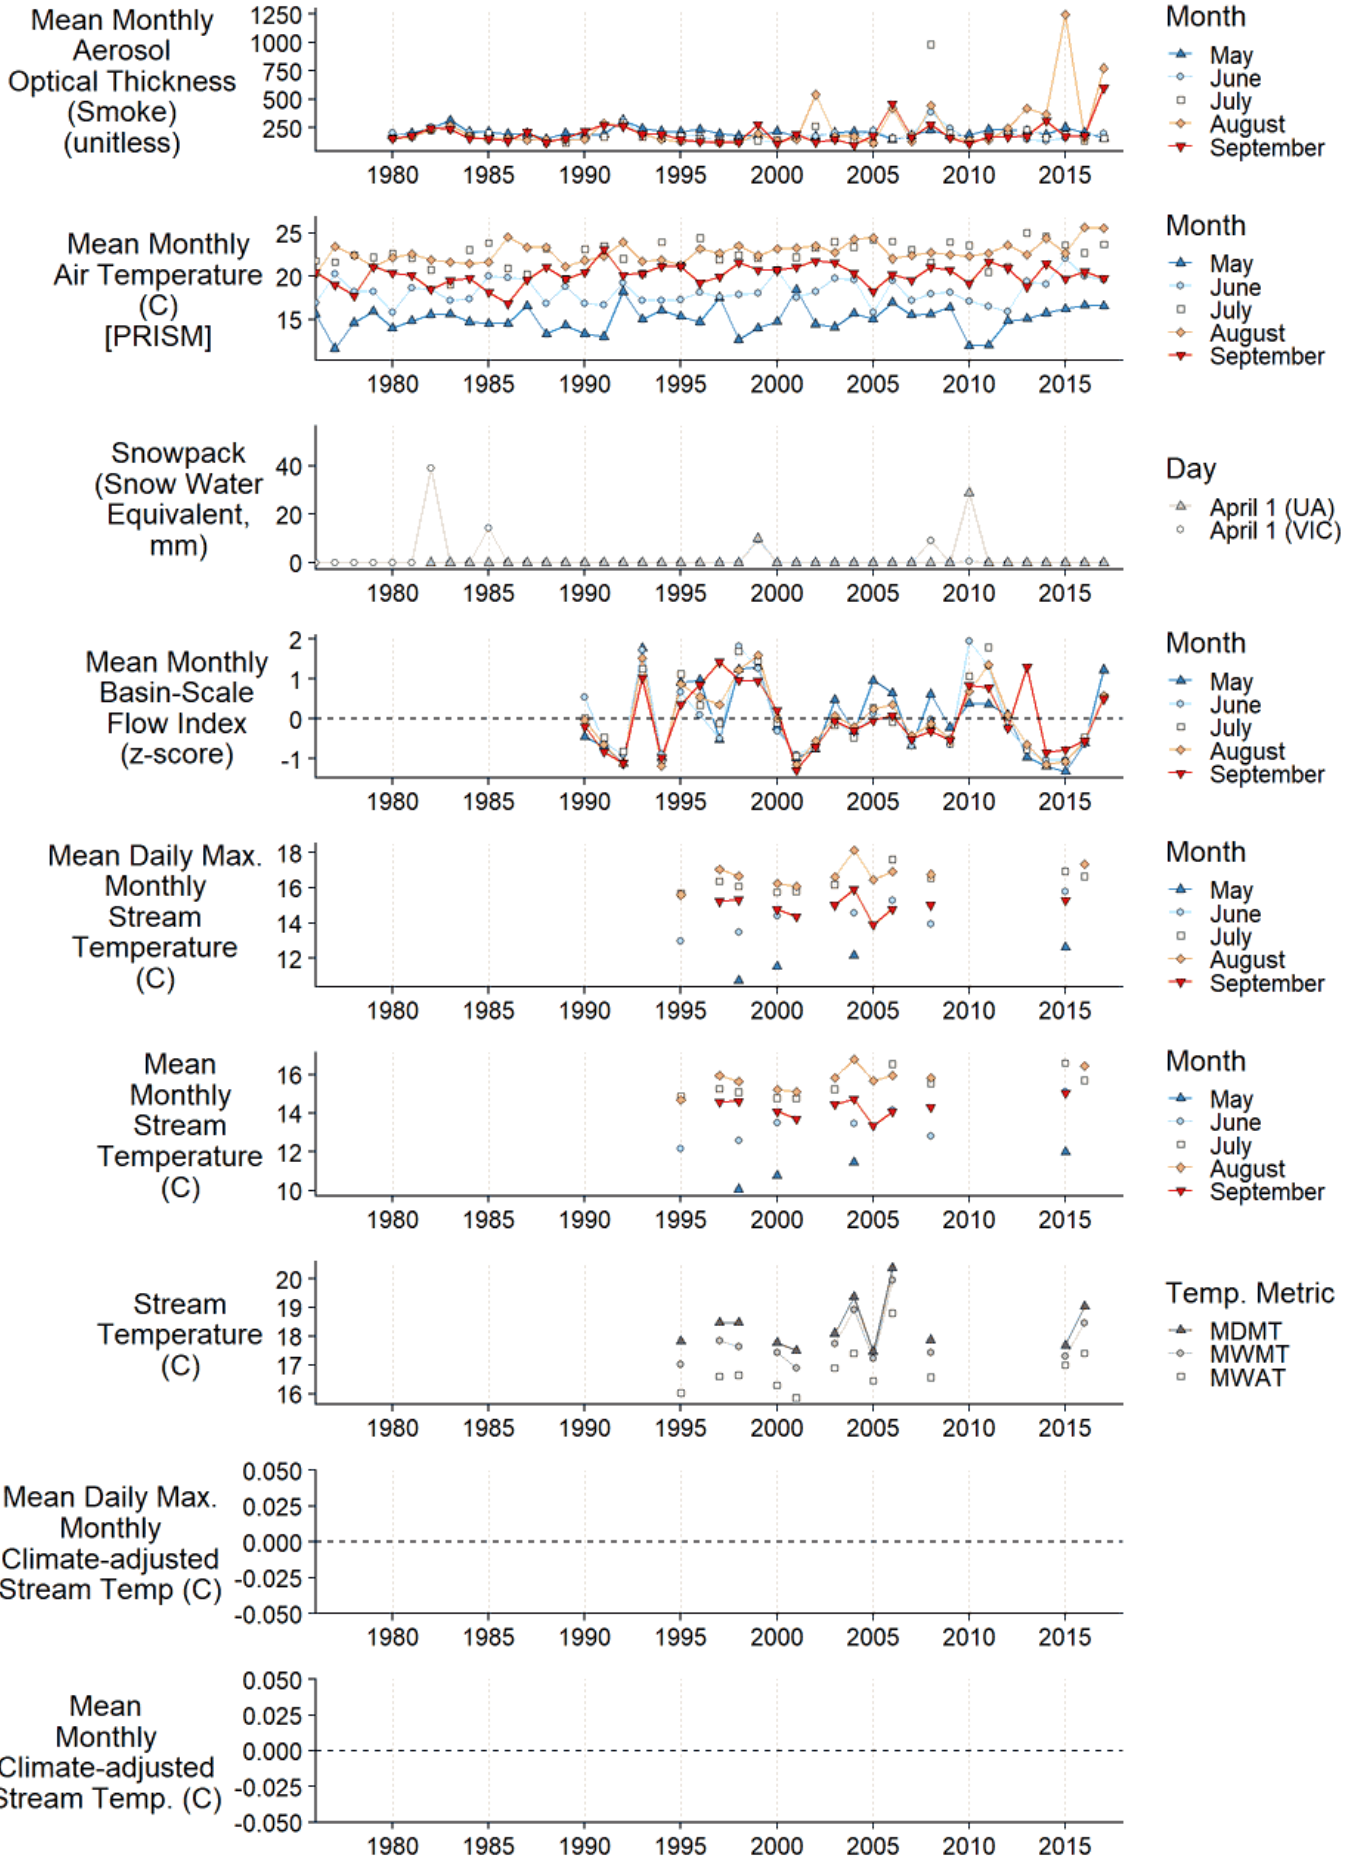 Mean Monthly
Aerosol
Optical Thickness
(Smoke)
(unitless)
1250
1000
750
500
250
1980 1985 1990 1995 2000 2005 2010 2015
Month
May
June
July
August
September
Mean Monthly
Air Temperature
(C)
[PRISM]
25
20
15
1980 1985 1990 1995 2000 2005 2010 2015
Month
May
June
July
August
September
Snowpack
(Snow Water
Equivalent,
mm)
40
20
0
1980 1985 1990 1995 2000 2005 2010 2015
Day
April 1 (UA)
April 1 (VIC)
Mean Monthly
Basin-Scale
Flow Index
(z-score)
2
1
0
-1
1980 1985 1990 1995 2000 2005 2010 2015
Month
May
June
July
August
September
Mean Daily Max.
Monthly
Stream
Temperature
(C)
18
16
14
12
1980 1985 1990 1995 2000 2005 2010 2015
Month
May
June
July
August
September
Mean
Monthly
Stream
Temperature
(C)
16
14
12
10
1980 1985 1990 1995 2000 2005 2010 2015
Month
May
June
July
August
September
Stream
Temperature
(C)
20
19
18
17
16
1980 1985 1990 1995 2000 2005 2010 2015
Temp. Metric
MDMT
MWMT
MWAT
Mean Daily Max.
Monthly
Climate-adjusted
Stream Temp (C)
0.050
0.025
0.000
-0.025
-0.050
1980 1985 1990 1995 2000 2005 2010 2015
Mean
Monthly
Climate-adjusted
Stream Temp. (C)
0.050
0.025
0.000
-0.025
-0.050
1980 1985 1990 1995 2000 2005 2010 2015